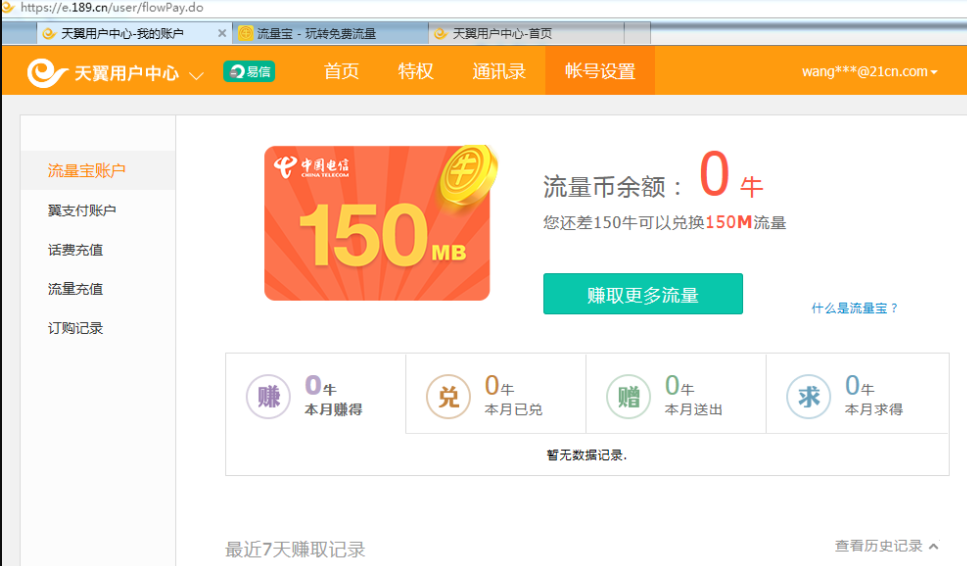 https://e.189.cn/user/flowPay.do
天翼用户中心-我的账户
流量宝 - 玩转免费流量
天翼用户中心-首页
天翼用户中心
易信
首页
特权
通讯录
帐号设置
wang***@21cn.com
流量宝账户
翼支付账户
话费充值
流量充值
订购记录
中国电信
CHINA TELECOM
牛
150MB
流量币余额： 0 牛
您还差150牛可以兑换150M流量
赚取更多流量
什么是流量宝？
赚 0牛
本月赚得
兑 0牛
本月已兑
赠 0牛
本月送出
求 0牛
本月求得
暂无数据记录.
最近7天赚取记录
查看历史记录